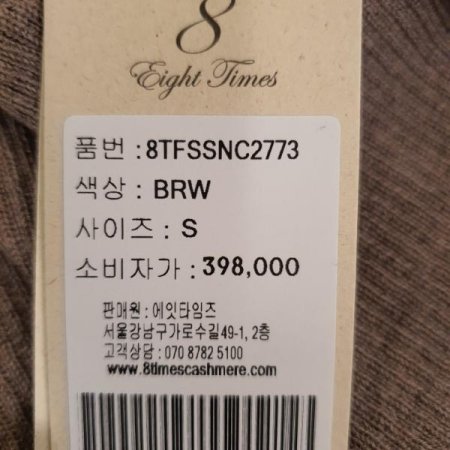 8
Eight Times
품번 : 8TFSSNC2773
색상 : BRW
사이즈 : S
소비자가 : 398,000
판매원 : 에잇타임즈
서울강남구가로수길49-1, 2층
고객상담 : 070 8782 5100
www.8timescashmere.com